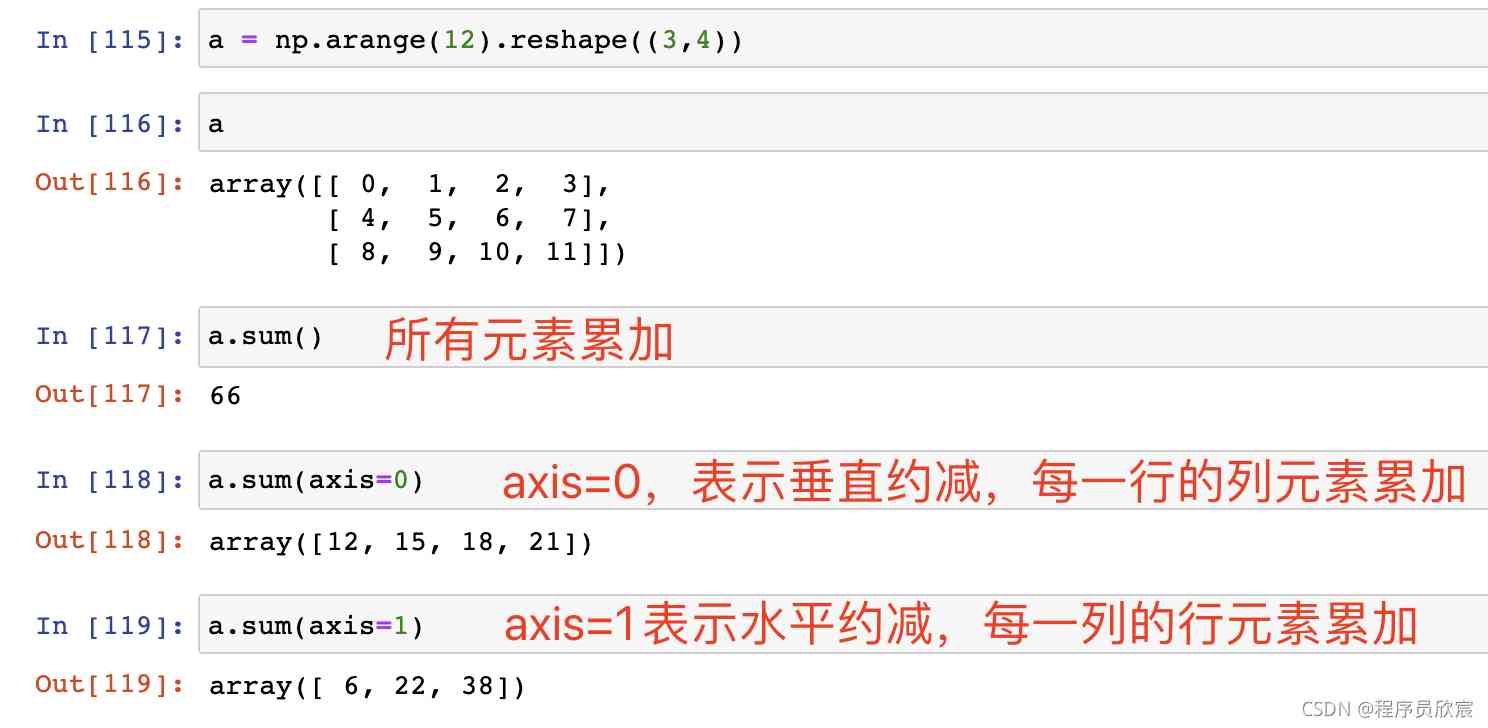 In [115]: a = np.arange(12).reshape((3,4))
In [116]: a
Out[116]: array([[ 0,  1,  2,  3],
       [ 4,  5,  6,  7],
       [ 8,  9, 10, 11]])
In [117]: a.sum() 所有元素累加
Out[117]: 66
In [118]: a.sum(axis=0) axis=0，表示垂直约减，每一行的列元素累加
Out[118]: array([12, 15, 18, 21])
In [119]: a.sum(axis=1) axis=1表示水平约减，每一列的行元素累加
Out[119]: array([ 6, 22, 38])
CSDN @程序员欣宸